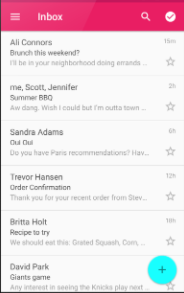 Inbox
Ali Connors
15m
Brunch this weekend?
I'll be in your neighborhood doing errands ...
me, Scott, Jennifer
2h
Summer BBQ
Aw dang. Wish I could but I'm outta town ...
Sandra Adams
6h
Oui Oui
Do you have Paris recommendations? Hav...
Trevor Hansen
12h
Order Confirmation
Thank you for your recent order from Stev...
Britta Holt
18h
Recipe to try
We should eat this: Grated Squash, Corn, ...
David Park
Giants game
Any interest in seeing the Knicks play next ...